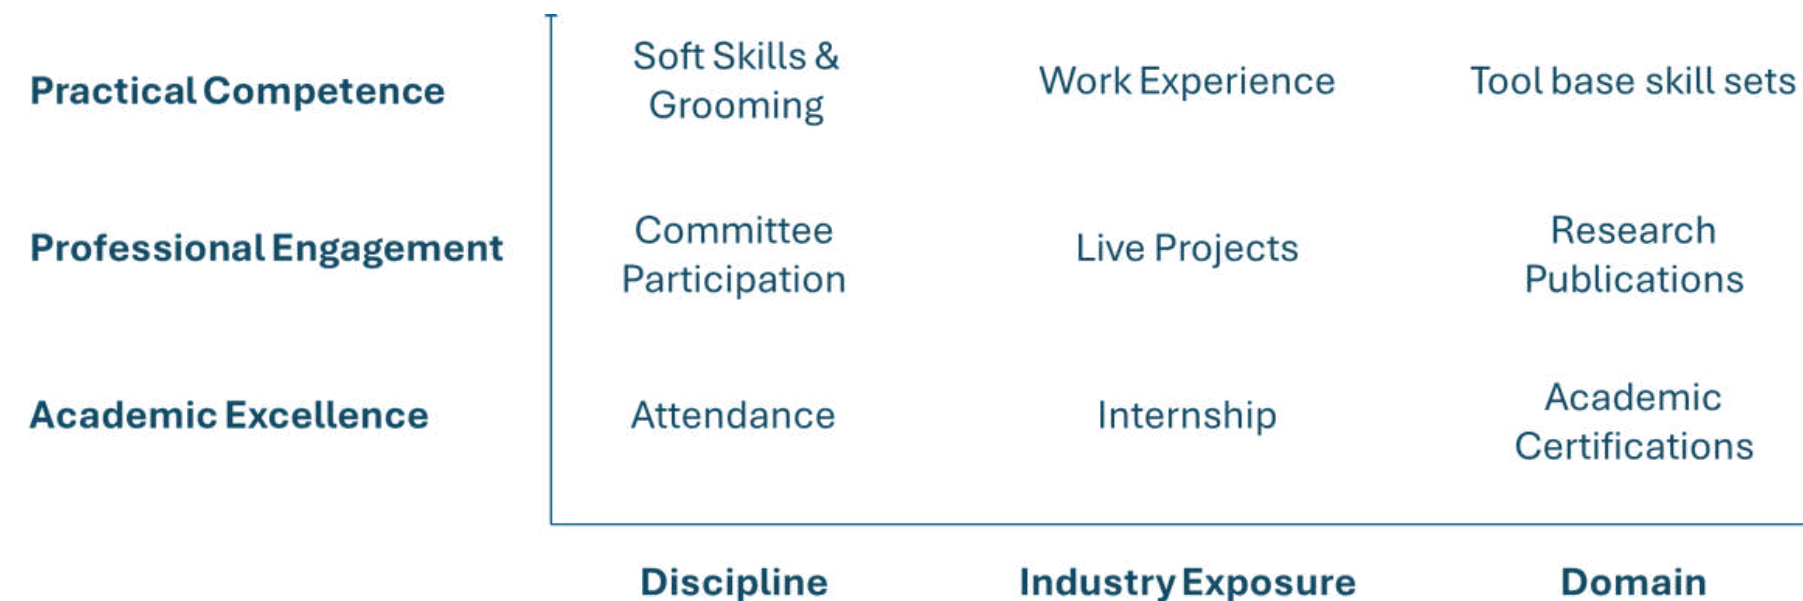 Practical Competence
Soft Skills &
Grooming
Work Experience
Tool base skill sets
Professional Engagement
Committee
Participation
Live Projects
Research
Publications
Academic Excellence
Attendance
Internship
Academic
Certifications
Discipline
Industry Exposure
Domain